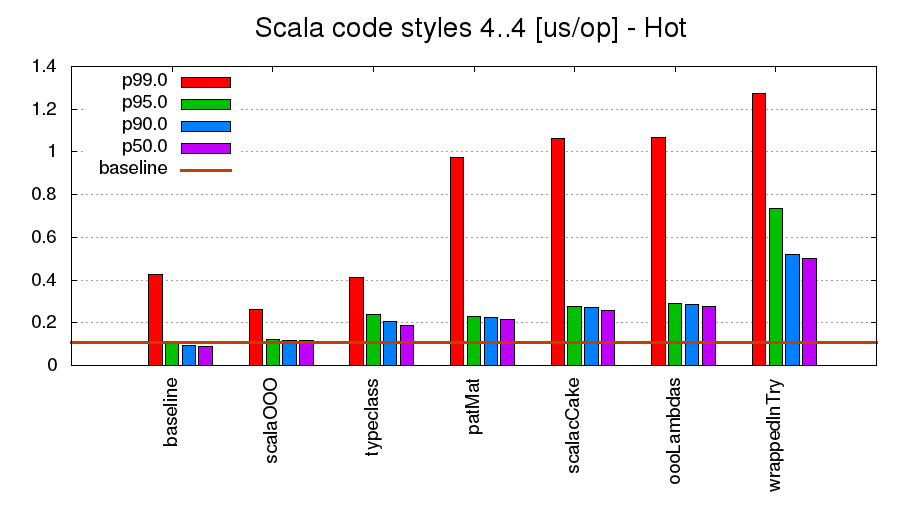 Scala code styles 4..4 [us/op] - Hot
1.4
1.2
1
0.8
0.6
0.4
0.2
0
p99.0
p95.0
p90.0
p50.0
baseline
baseline
scalaOOO
typeclass
patMat
scalacCake
oooLambdas
wrappedInTry